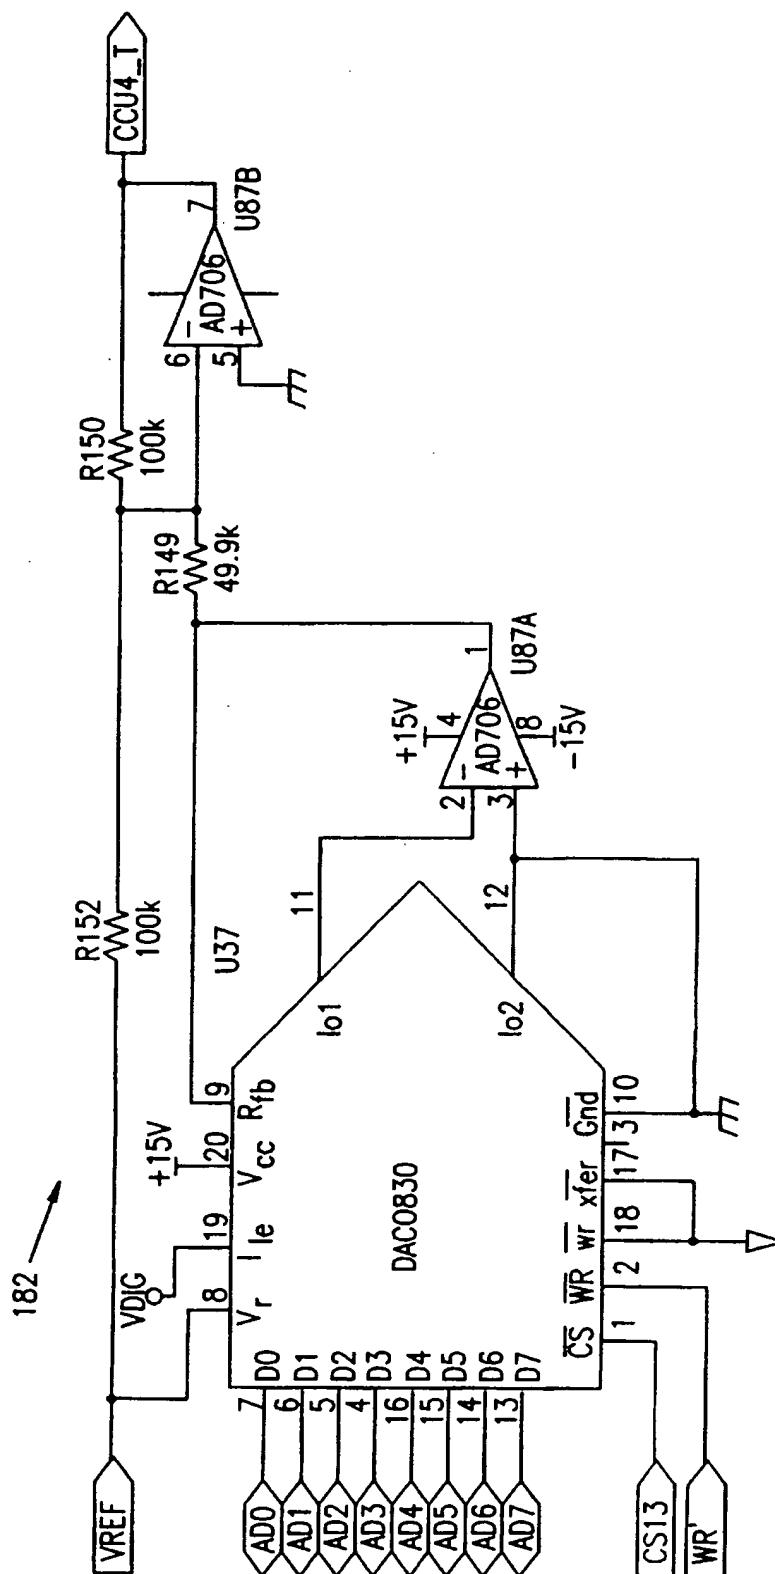 182
VREF
R152
100k
R150
100k
CCU4_T
R149
49.9k
VDIG
+15V
U37
8
19
20
9
Vr
Ile
Vcc
Rfb
AD0
7
D0
AD1
6
D1
AD2
5
D2
AD3
4
D3
AD4
16
D4
AD5
15
D5
AD6
14
D6
AD7
13
D7
DAC0830
Io1
11
Io2
12
CS
WR
wr
xfer
Gnd
1
2
18
17
3
10
CS13
WR'
2
3
-
+
AD706
+15V
4
8
-15V
1
U87A
6
5
-
+
AD706
7
U87B